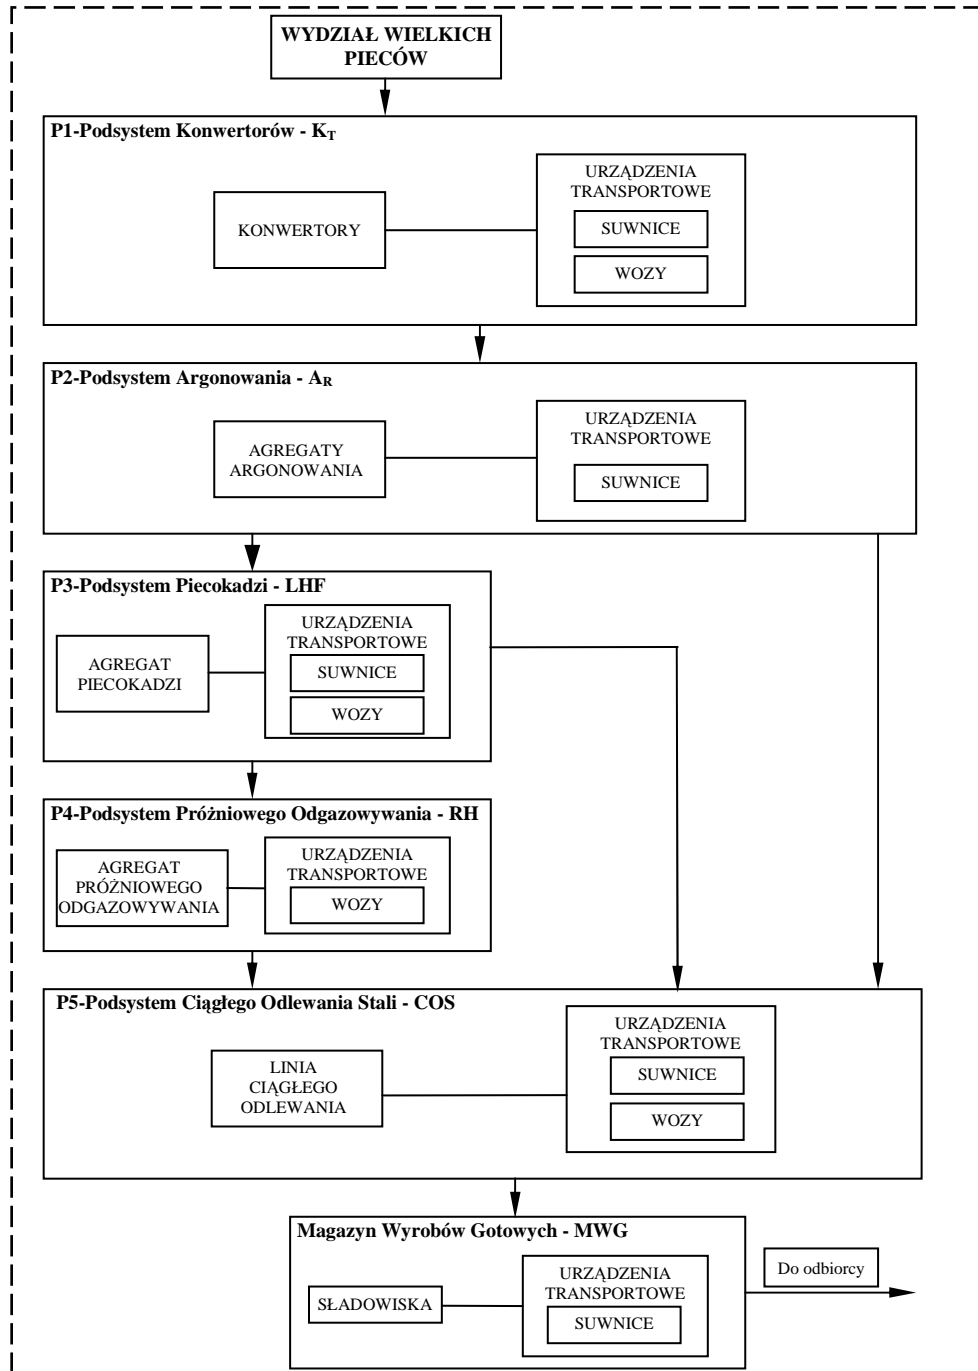 WYDZIAŁ WIELKICH
PIECÓW
P1-Podsystem Konwertorów - KT
KONWERTORY
URZĄDZENIA
TRANSPORTOWE
SUWNICE
WOZY
P2-Podsystem Argonowania - AR
AGREGATY
ARGONOWANIA
URZĄDZENIA
TRANSPORTOWE
SUWNICE
P3-Podsystem Piecokadzi - LHF
AGREGAT
PIECOKADZI
URZĄDZENIA
TRANSPORTOWE
SUWNICE
WOZY
P4-Podsystem Próżniowego Odgazowywania - RH
AGREGAT
PRÓŻNIOWEGO
ODGAZOWYWANIA
URZĄDZENIA
TRANSPORTOWE
WOZY
P5-Podsystem Ciągłego Odlewania Stali - COS
LINIA
CIĄGŁEGO
ODLEWANIA
URZĄDZENIA
TRANSPORTOWE
SUWNICE
WOZY
Magazyn Wyrobów Gotowych - MWG
SŁADOWISKA
URZĄDZENIA
TRANSPORTOWE
SUWNICE
Do odbiorcy